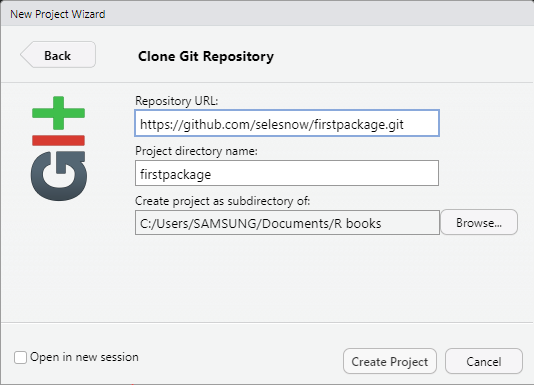 New Project Wizard
Back
Clone Git Repository
Repository URL:
https://github.com/selesnow/firstpackage.git
Project directory name:
firstpackage
Create project as subdirectory of:
C:/Users/SAMSUNG/Documents/R books
Browse...
Open in new session
Create Project
Cancel